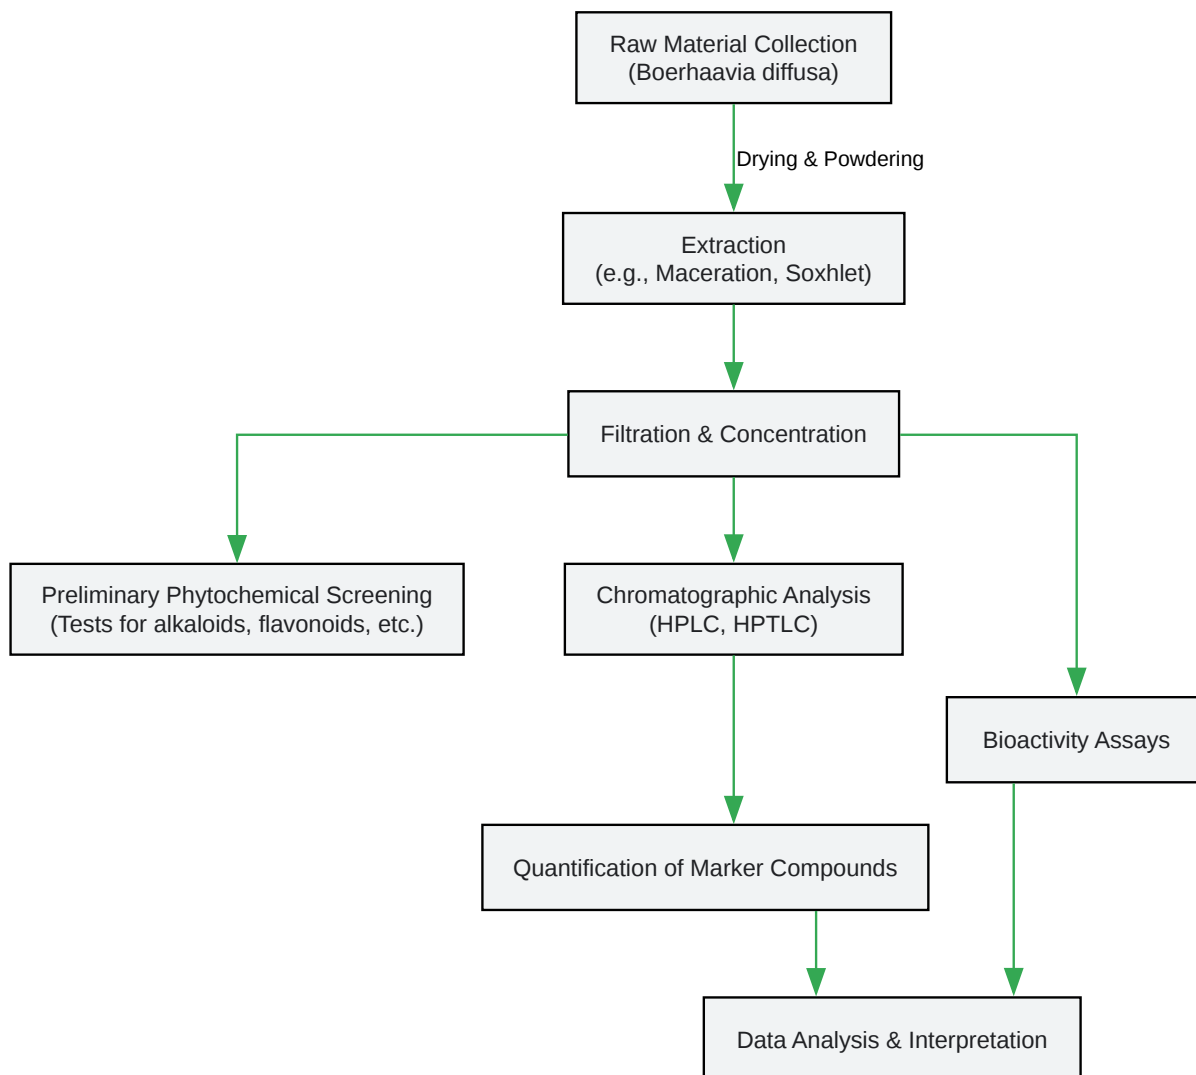 Raw Material Collection
(Boerhaavia diffusa)
Drying & Powdering
Extraction
(e.g., Maceration, Soxhlet)
Filtration & Concentration
Preliminary Phytochemical Screening
(Tests for alkaloids, flavonoids, etc.)
Chromatographic Analysis
(HPLC, HPTLC)
Bioactivity Assays
Quantification of Marker Compounds
Data Analysis & Interpretation